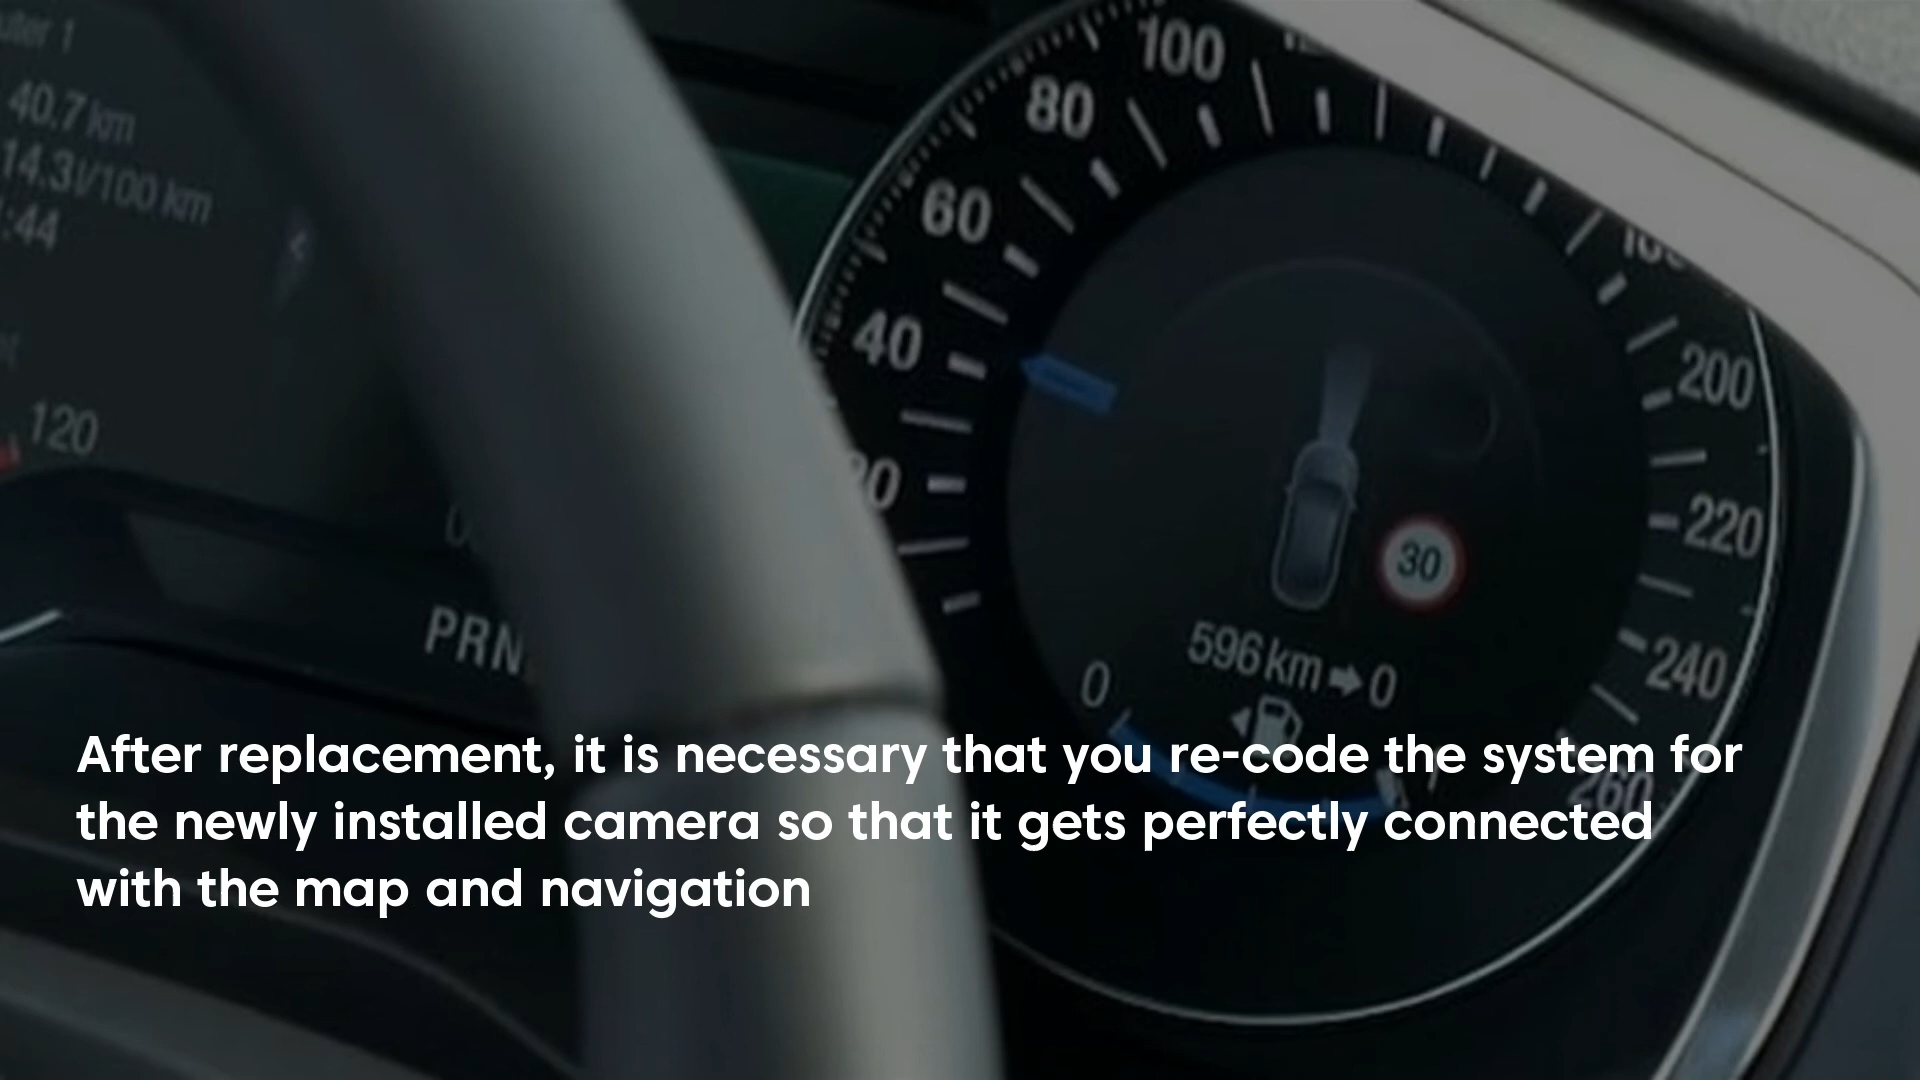 40.7 km
14.3l/100 km
:44
120
PRN
100
80
60
40
200
220
240
260
30
596 km 0
0
After replacement, it is necessary that you re-code the system for
the newly installed camera so that it gets perfectly connected
with the map and navigation